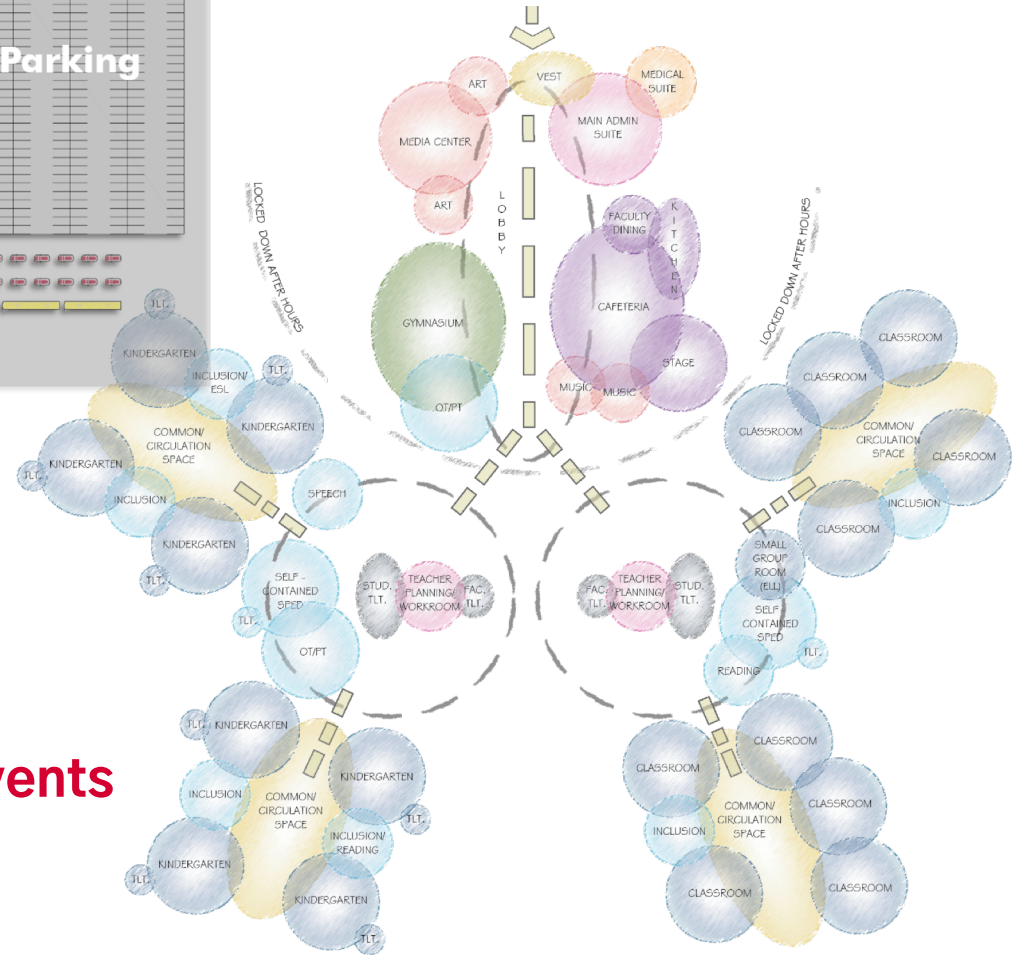 Parking
ART
VEST
MEDICAL
SUITE
MEDIA CENTER
MAIN ADMIN
SUITE
ART
LOBBY
FACULTY
DINING
KITCHEN
LOCKED DOWN AFTER HOURS
LOCKED DOWN AFTER HOURS
GYMNASIUM
CAFETERIA
STAGE
MUSIC
MUSIC
OT/PT
TLT.
KINDERGARTEN
INCLUSION/
ESL
TLT.
KINDERGARTEN
COMMON/
CIRCULATION
SPACE
KINDERGARTEN
TLT.
INCLUSION
KINDERGARTEN
TLT.
SPEECH
CLASSROOM
CLASSROOM
CLASSROOM
COMMON/
CIRCULATION
SPACE
CLASSROOM
INCLUSION
CLASSROOM
SELF-
CONTAINED
SPED
TLT.
OT/PT
STUD.
TLT.
TEACHER
PLANNING/
WORKROOM
FAC.
TLT.
FAC.
TLT.
TEACHER
PLANNING/
WORKROOM
STUD.
TLT.
SMALL
GROUP
ROOM
(ELL)
SELF
CONTAINED
SPED
TLT.
READING
vents
TLT.
KINDERGARTEN
KINDERGARTEN
TLT.
INCLUSION
COMMON/
CIRCULATION
SPACE
INCLUSION/
READING
KINDERGARTEN
TLT.
KINDERGARTEN
TLT.
CLASSROOM
CLASSROOM
CLASSROOM
COMMON/
CIRCULATION
SPACE
INCLUSION
CLASSROOM
CLASSROOM